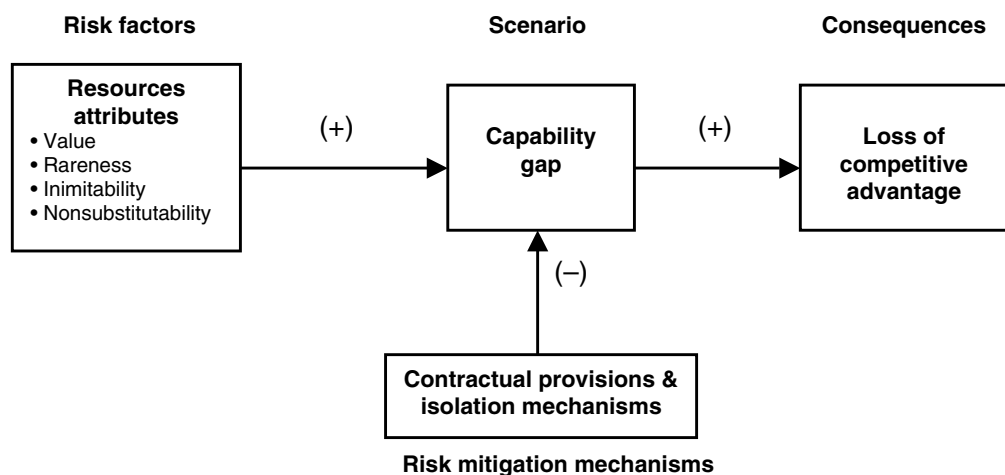 Risk factors
Scenario
Consequences
Resources
attributes
• Value
• Rareness
• Inimitability
• Nonsubstitutability
(+)
Capability
gap
(+)
Loss of
competitive
advantage
(–)
Contractual provisions &
isolation mechanisms
Risk mitigation mechanisms